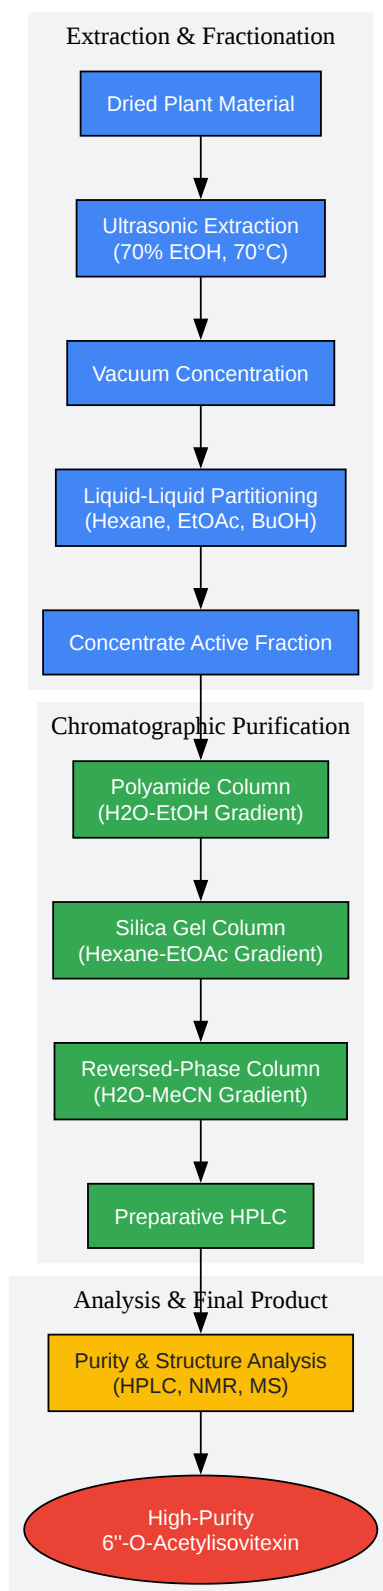 Extraction & Fractionation
Dried Plant Material
Ultrasonic Extraction
(70% EtOH, 70°C)
Vacuum Concentration
Liquid-Liquid Partitioning
(Hexane, EtOAc, BuOH)
Concentrate Active Fraction
Chromatographic Purification
Polyamide Column
(H2O-EtOH Gradient)
Silica Gel Column
(Hexane-EtOAc Gradient)
Reversed-Phase Column
(H2O-MeCN Gradient)
Preparative HPLC
Analysis & Final Product
Purity & Structure Analysis
(HPLC, NMR, MS)
High-Purity
6''-O-Acetylisovitexin